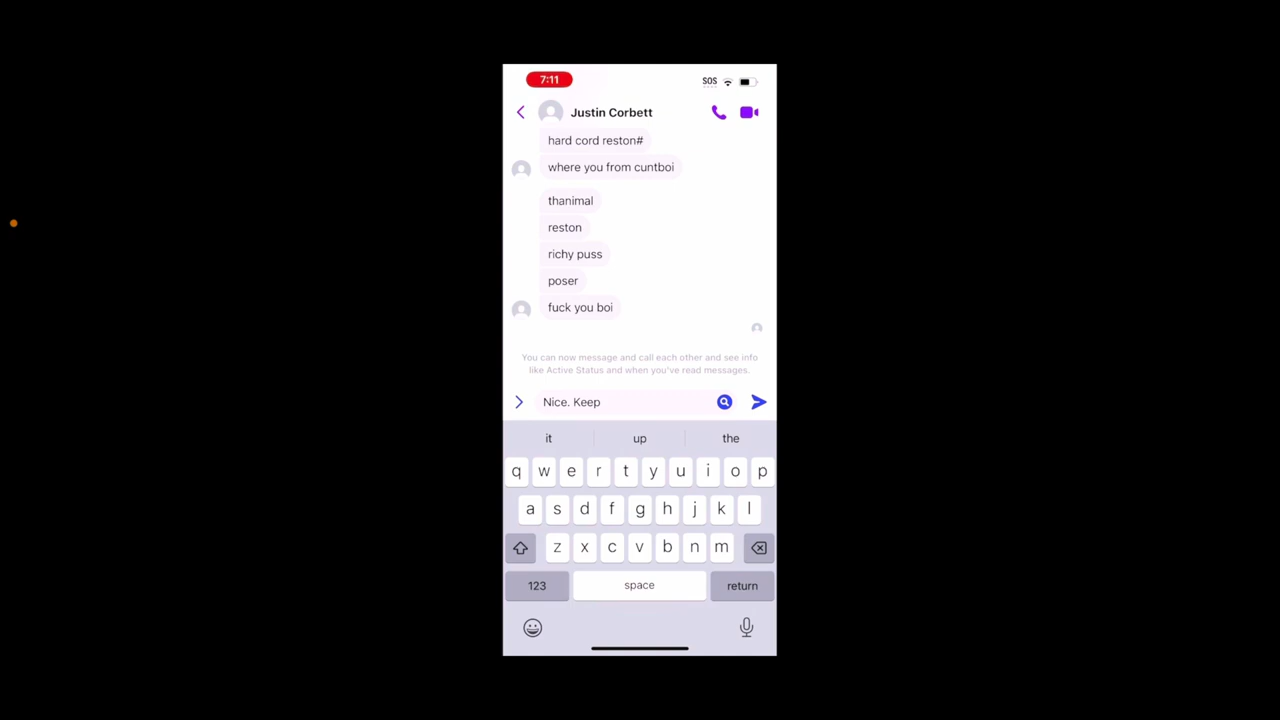 7:11
SOS
Justin Corbett
hard cord reston#
where you from cuntboi
thanimal
reston
richy puss
poser
fuck you boi
You can now message and call each other and see info
like Active Status and when you've read messages.
Nice. Keep
it up the
q w e r t y u i o p
a s d f g h j k l
z x c v b n m
123 space return